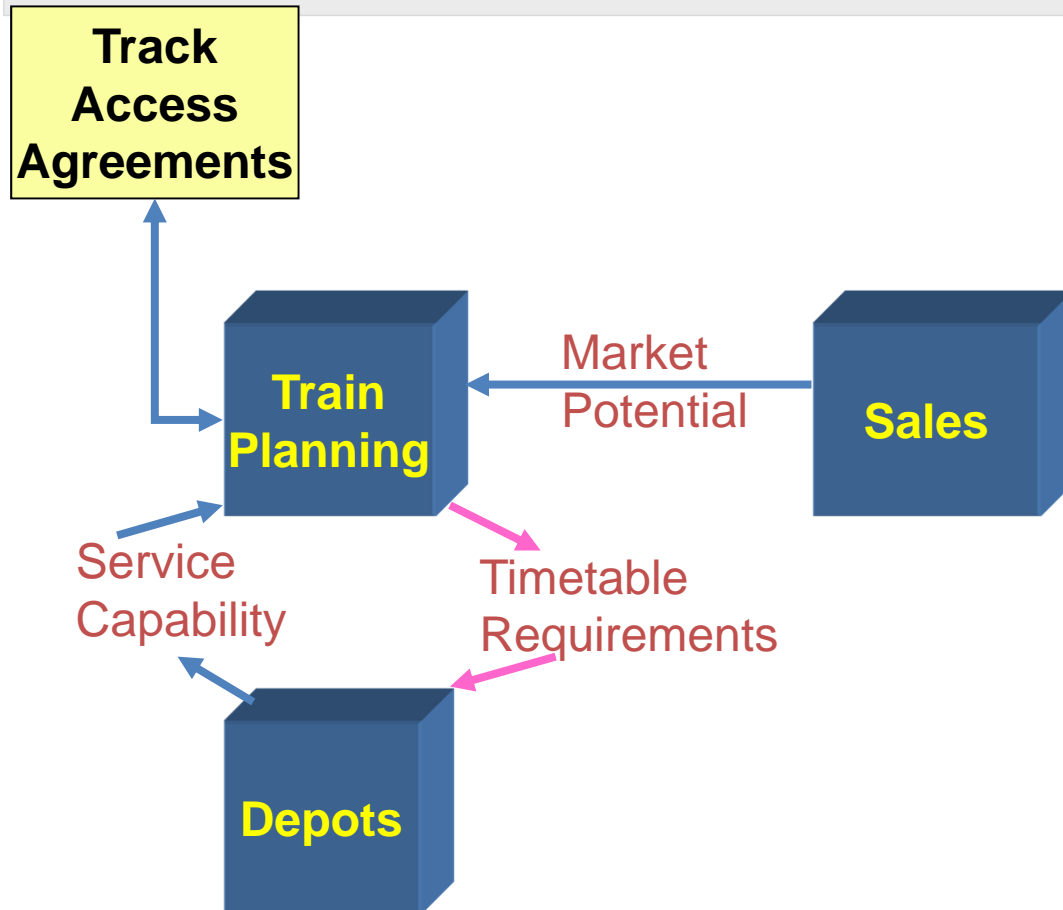 Track
Access
Agreements
Market
Potential
Train
Planning
Sales
Service
Capability
Timetable
Requirements
Depots